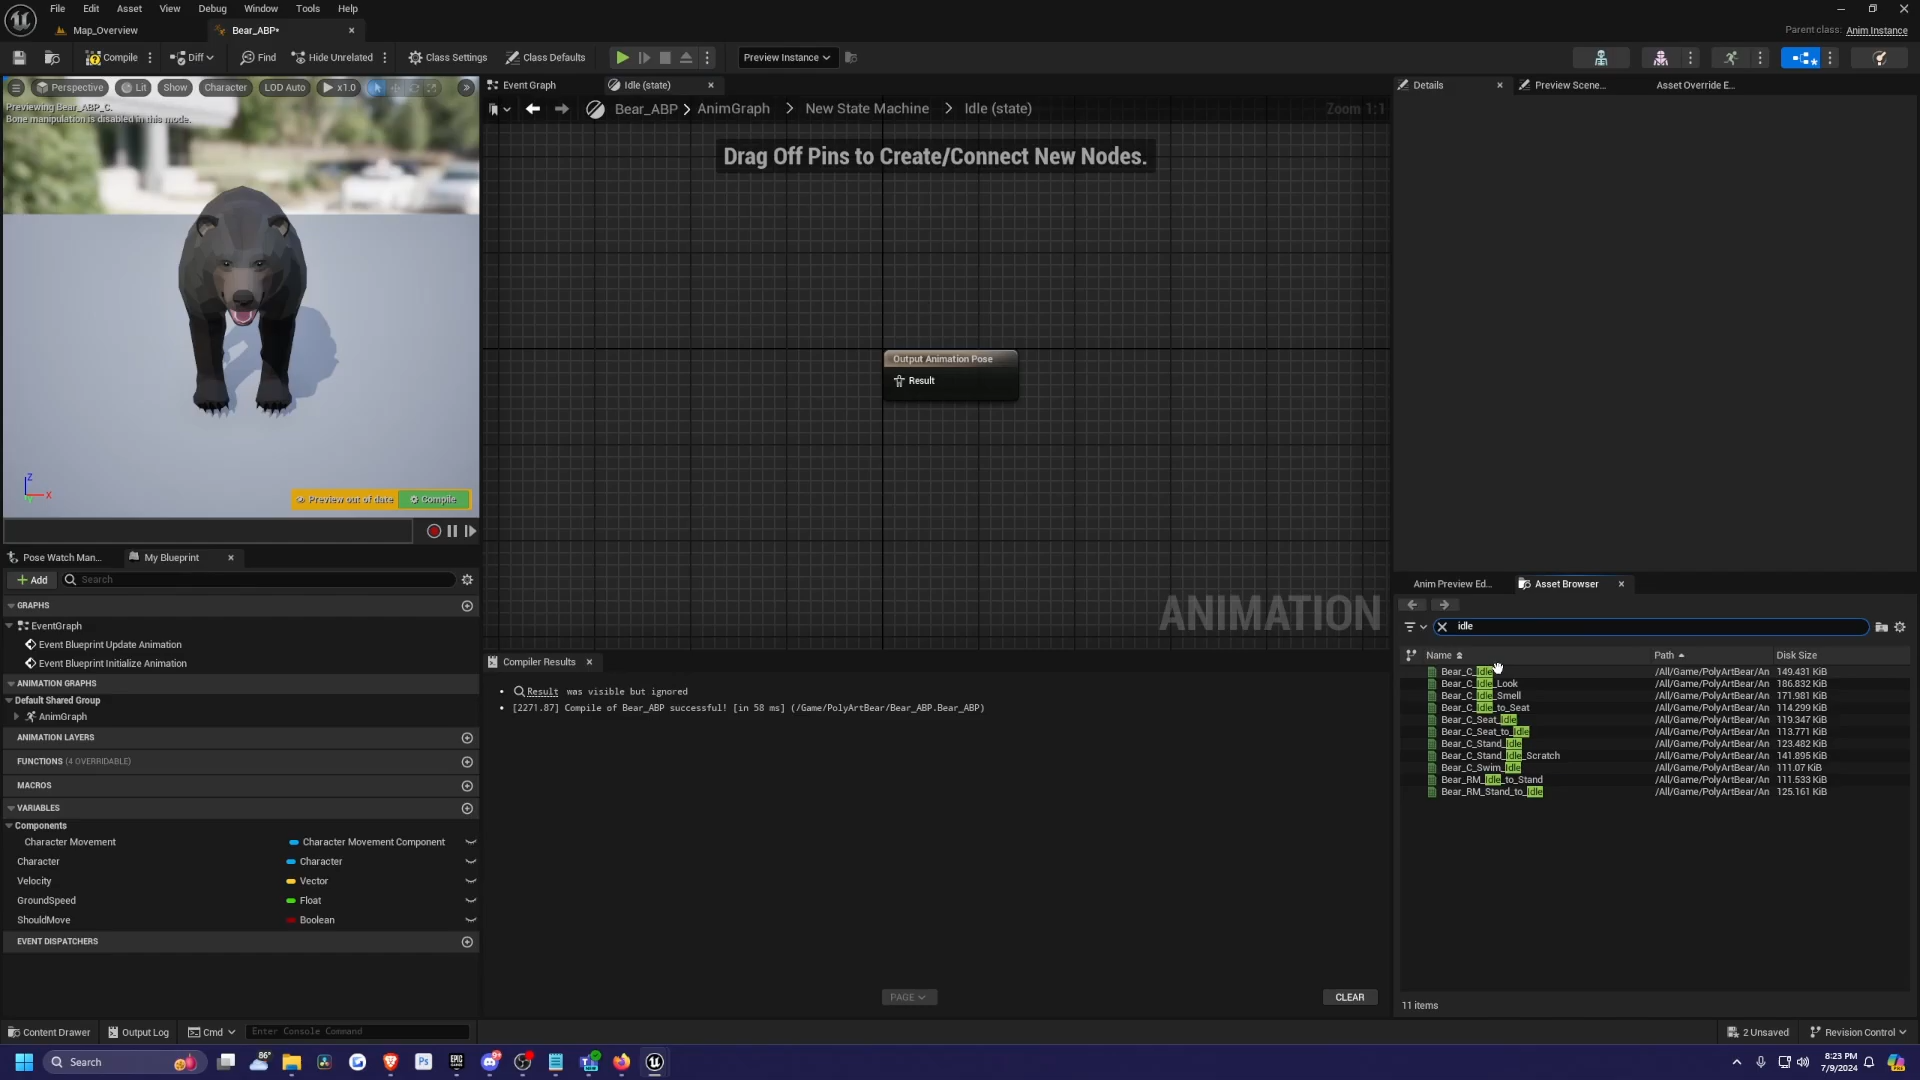 File Edit Asset View Debug Window Tools Help
Map_Overview
Bear_ABP•
Parent class: Anim Instance
Compile
Diff
Find
Hide Unrelated
Class Settings
Class Defaults
Preview Instance
Perspective
Lit
Show
Character
LOD Auto
x1.0
Previewing Bear_ABP_C.
Bone manipulation is disabled in this mode.
Z
X
Preview out of date
Compile
Event Graph
Idle (state)
Bear_ABP > AnimGraph > New State Machine > Idle (state)
Zoom 1:1
Drag Off Pins to Create/Connect New Nodes.
Output Animation Pose
Result
ANIMATION
Details
Preview Scene...
Asset Override E...
Pose Watch Man...
My Blueprint
Add
Search
GRAPHS
EventGraph
Event Blueprint Update Animation
Event Blueprint Initialize Animation
ANIMATION GRAPHS
Default Shared Group
AnimGraph
ANIMATION LAYERS
FUNCTIONS (4 OVERRIDABLE)
MACROS
VARIABLES
Components
Character Movement Character Movement Component
Character Character
Velocity Vector
GroundSpeed Float
ShouldMove Boolean
EVENT DISPATCHERS
Compiler Results
• Result was visible but ignored
• [2271.87] Compile of Bear_ABP successful! [in 58 ms] (/Game/PolyArtBear/Bear_ABP.Bear_ABP)
PAGE
CLEAR
Anim Preview Ed...
Asset Browser
idle
Name Path Disk Size
Bear_C_Idle /All/Game/PolyArtBear/An 149.431 KiB
Bear_C_Idle_Look /All/Game/PolyArtBear/An 186.832 KiB
Bear_C_Idle_Smell /All/Game/PolyArtBear/An 171.981 KiB
Bear_C_Idle_to_Seat /All/Game/PolyArtBear/An 114.299 KiB
Bear_C_Seat_Idle /All/Game/PolyArtBear/An 119.347 KiB
Bear_C_Seat_to_Idle /All/Game/PolyArtBear/An 113.771 KiB
Bear_C_Stand_Idle /All/Game/PolyArtBear/An 123.482 KiB
Bear_C_Stand_Idle_Scratch /All/Game/PolyArtBear/An 141.895 KiB
Bear_C_Swim_Idle /All/Game/PolyArtBear/An 111.07 KiB
Bear_RM_Idle_to_Stand /All/Game/PolyArtBear/An 111.533 KiB
Bear_RM_Stand_to_Idle /All/Game/PolyArtBear/An 125.161 KiB
11 items
Content Drawer
Output Log
Cmd
Enter Console Command
2 Unsaved
Revision Control
Search
86°
Ps
EPIC GAMES
8:23 PM
7/9/2024